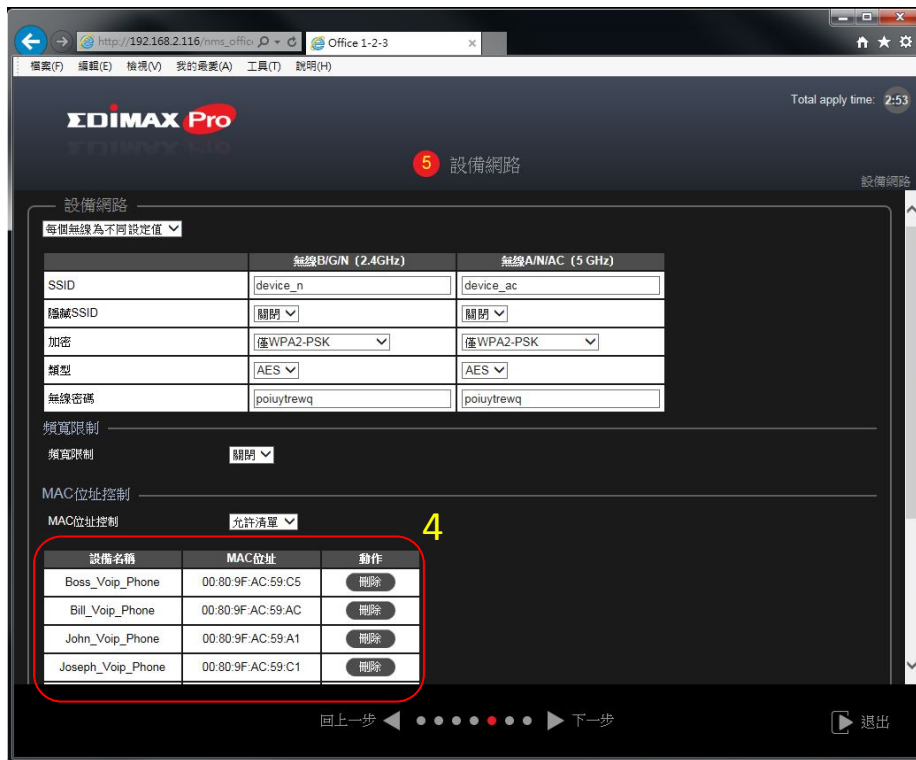 http://192.168.2.116/nms_offic
Office 1-2-3
檔案(F) 編輯(E) 檢視(V) 我的最愛(A) 工具(T) 說明(H)
EDIMAX Pro
Total apply time: 2:53
5 設備網路
設備網路
設備網路
每個無線為不同設定值
無線B/G/N (2.4GHz) 無線A/N/AC (5 GHz)
SSID device_n device_ac
隱藏SSID 關閉 關閉
加密 僅WPA2-PSK 僅WPA2-PSK
類型 AES AES
無線密碼 poiuytrewq poiuytrewq
頻寬限制
頻寬限制 關閉
MAC位址控制
MAC位址控制 允許清單
4
設備名稱 MAC位址 動作
Boss_Voip_Phone 00:80:9F:AC:59:C5 刪除
Bill_Voip_Phone 00:80:9F:AC:59:AC 刪除
John_Voip_Phone 00:80:9F:AC:59:A1 刪除
Joseph_Voip_Phone 00:80:9F:AC:59:C1 刪除
回上一步 下一步 退出